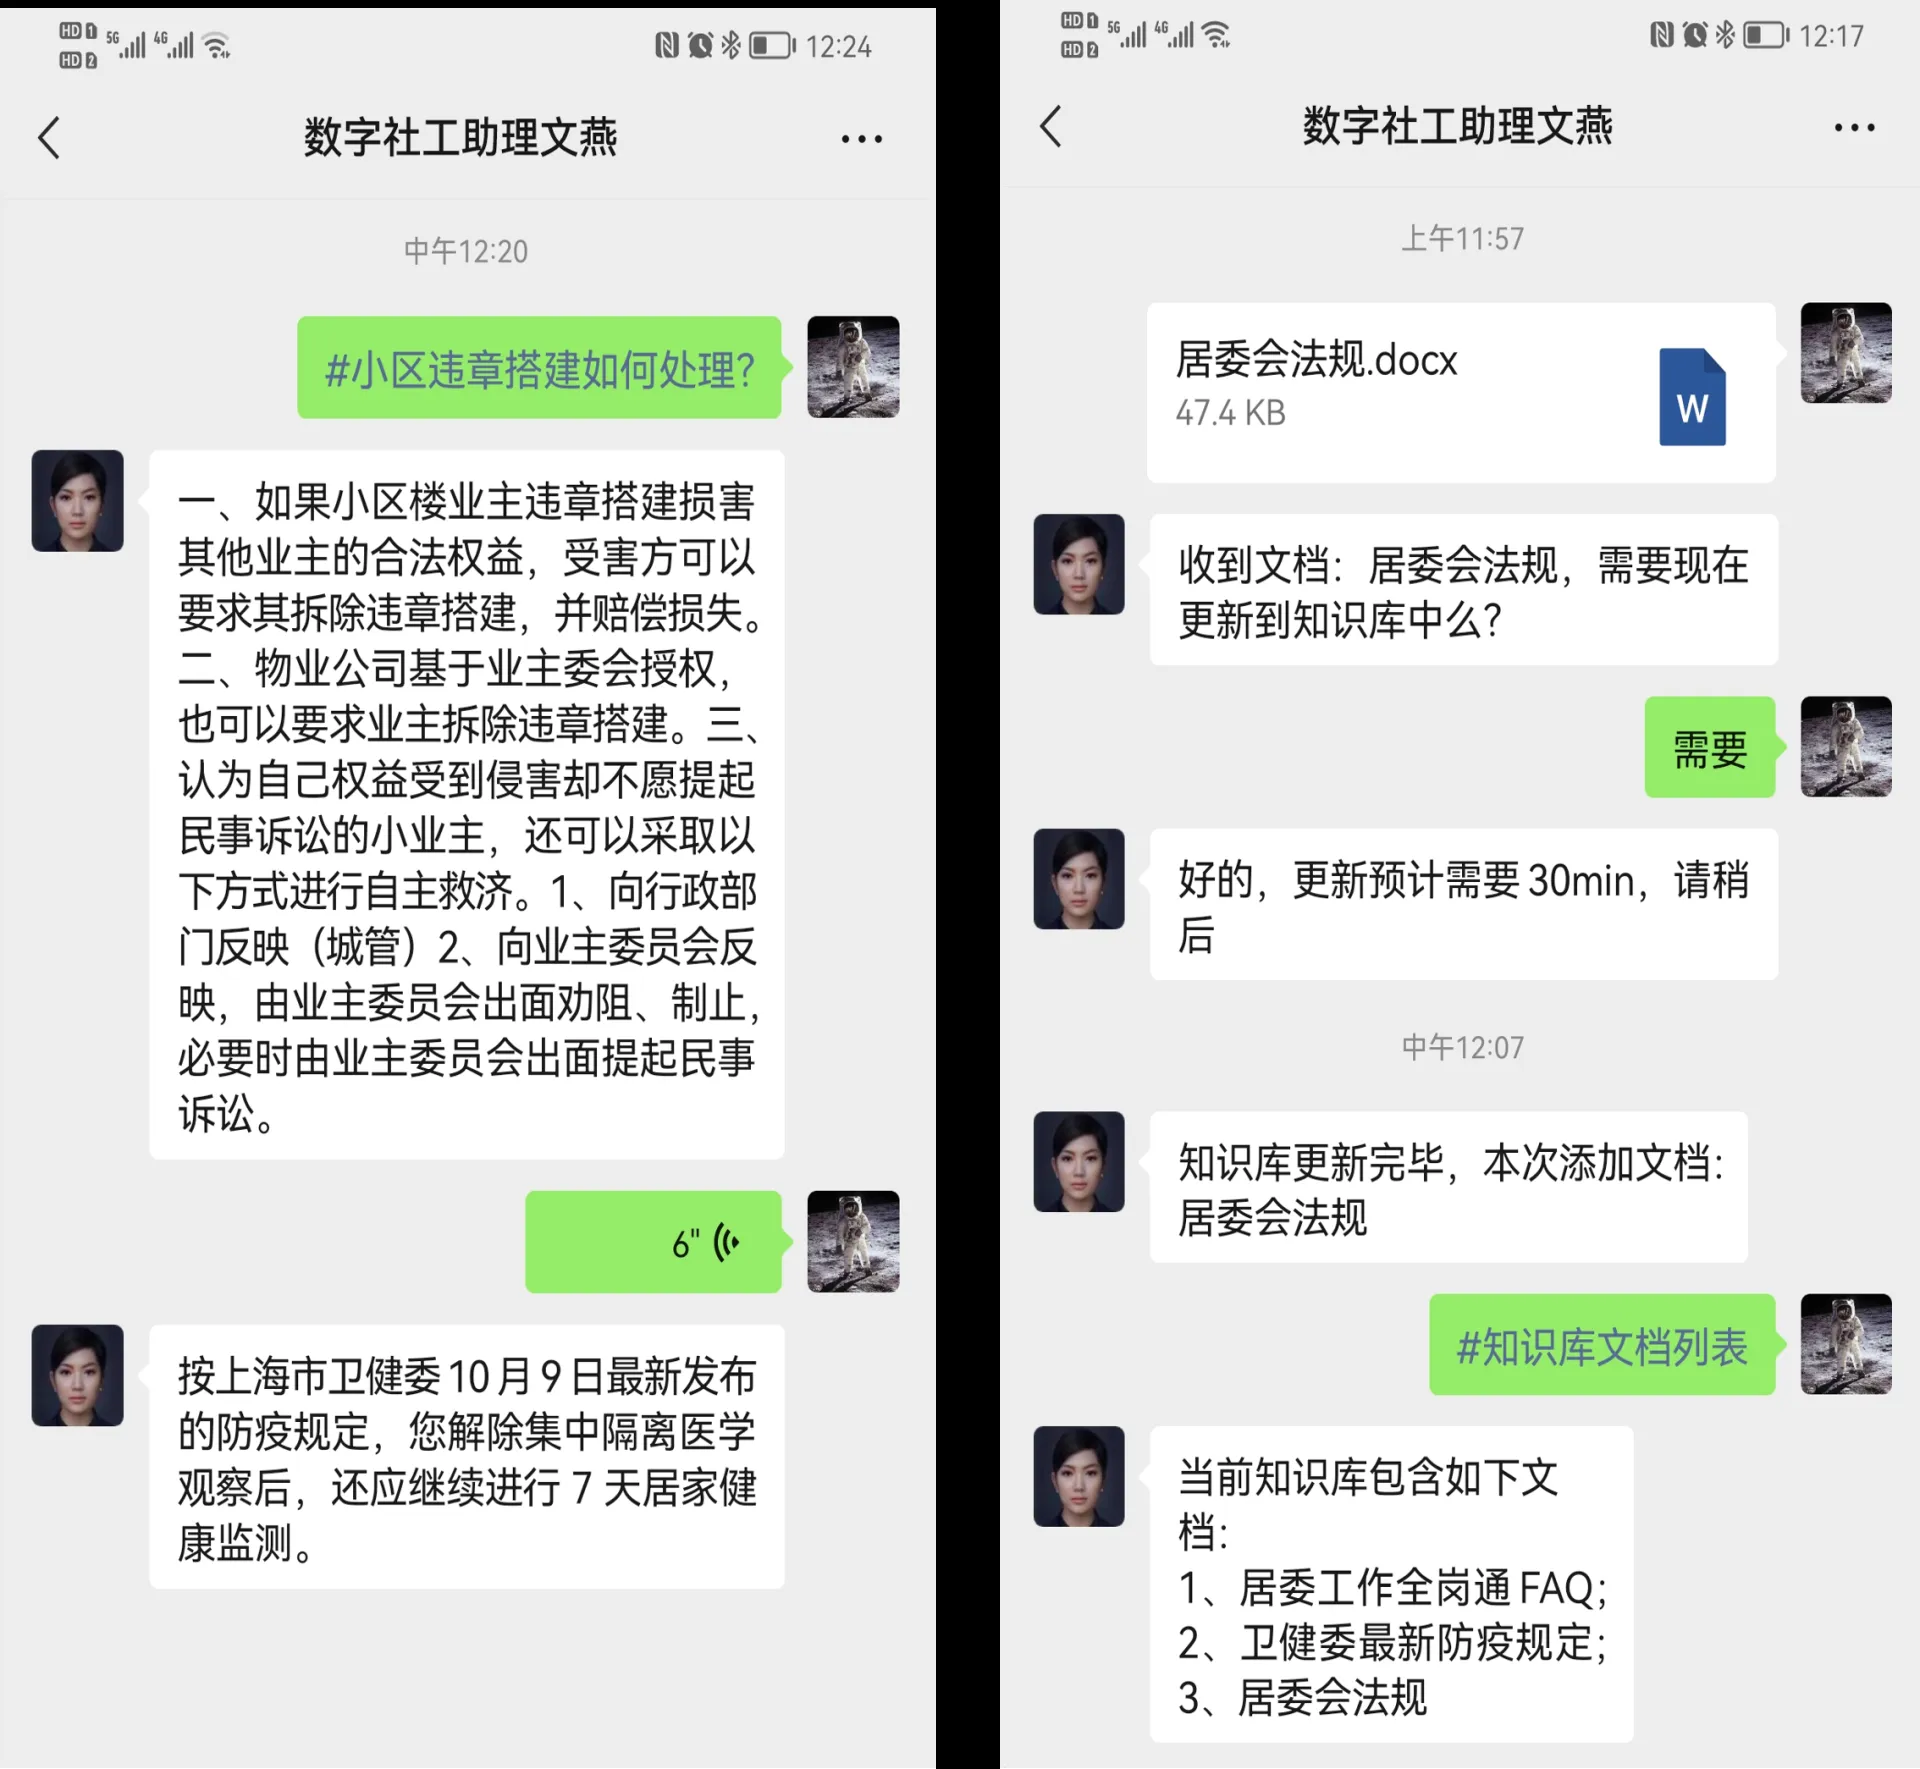 HD 1 5G 4G 12:24
HD 2
数字社工助理文燕
中午12:20
#小区违章搭建如何处理?
一、如果小区楼业主违章搭建损害
其他业主的合法权益，受害方可以
要求其拆除违章搭建，并赔偿损失。
二、物业公司基于业主委会授权，
也可以要求业主拆除违章搭建。三、
认为自己权益受到侵害却不愿提起
民事诉讼的小业主，还可以采取以
下方式进行自主救济。1、向行政部
门反映（城管）2、向业主委员会反
映，由业主委员会出面劝阻、制止，
必要时由业主委员会出面提起民事
诉讼。
6"
按上海市卫健委10月9日最新发布
的防疫规定，您解除集中隔离医学
观察后，还应继续进行 7 天居家健
康监测。
HD 1 5G 4G 12:17
HD 2
数字社工助理文燕
上午11:57
居委会法规.docx
47.4 KB
W
收到文档：居委会法规，需要现在
更新到知识库中么？
需要
好的，更新预计需要30min，请稍
后
中午12:07
知识库更新完毕，本次添加文档：
居委会法规
#知识库文档列表
当前知识库包含如下文
档：
1、居委工作全岗通FAQ；
2、卫健委最新防疫规定；
3、居委会法规